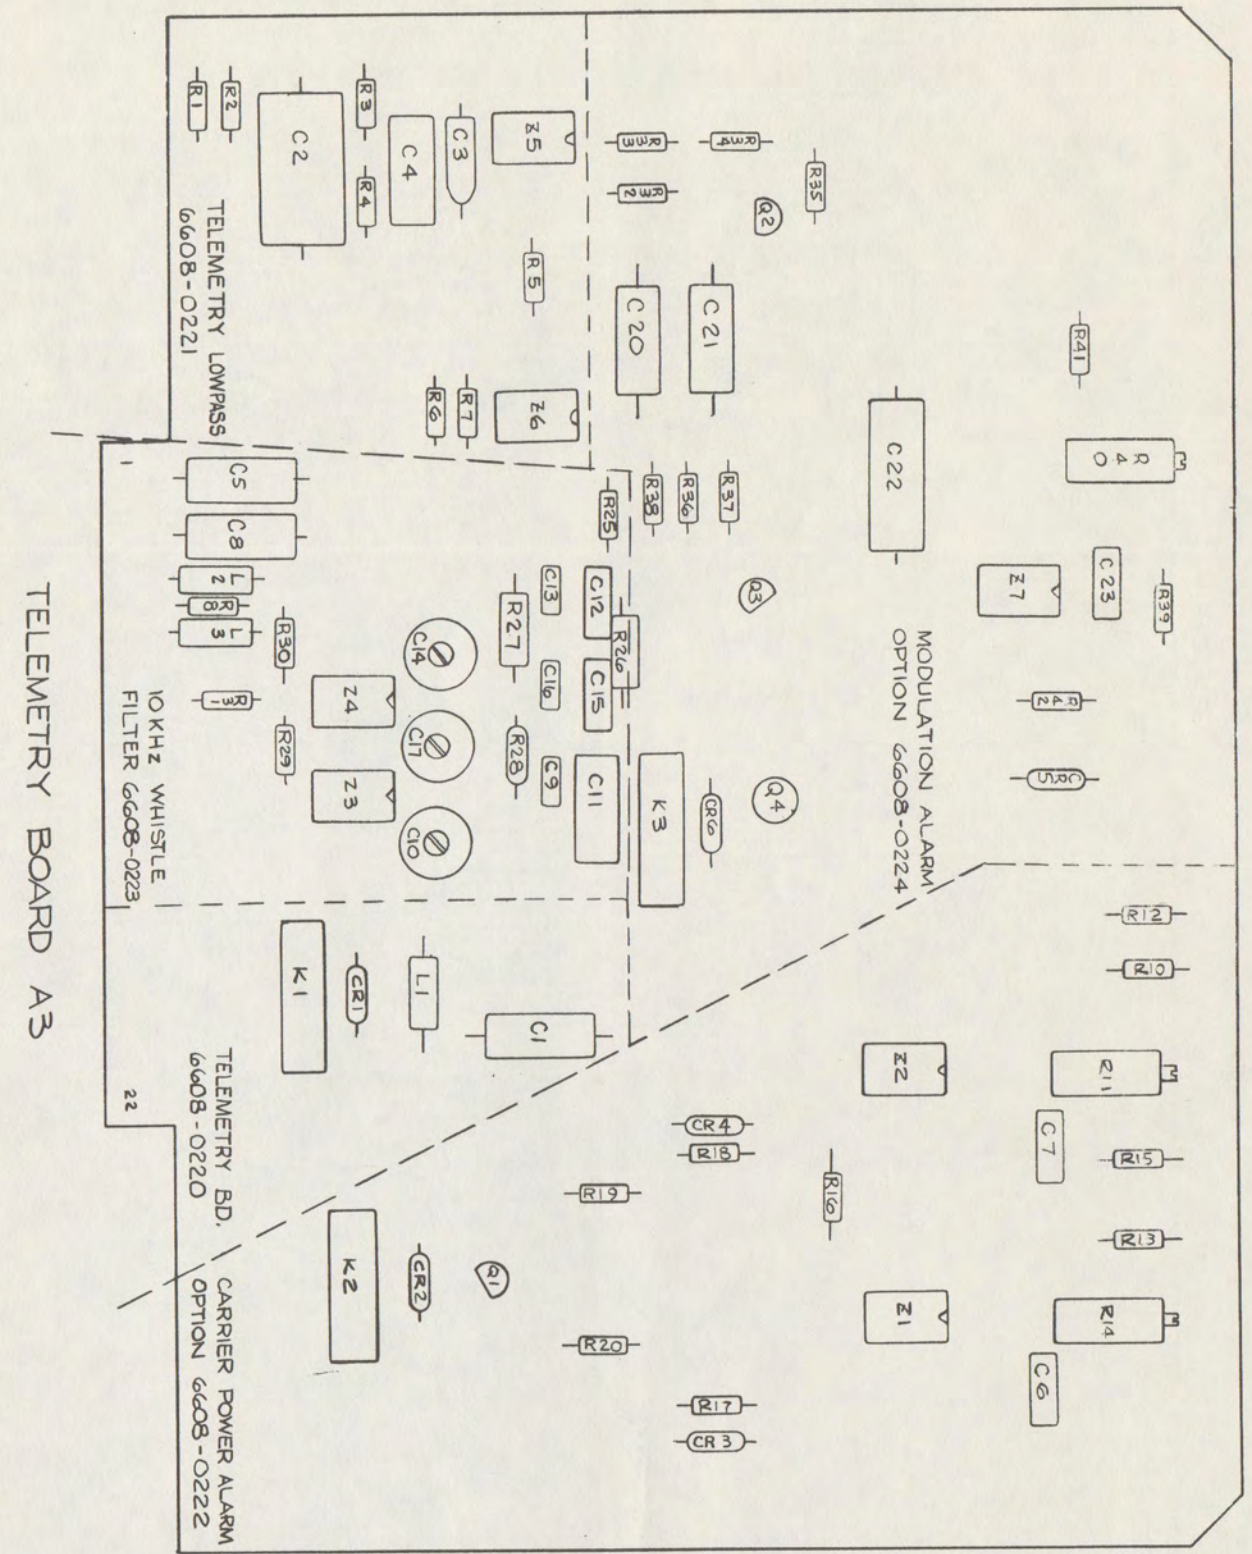 R1
R2
C2
R3
R4
C4
C3
Z5
R5
R6
R7
Z6
TELEMETRY LOWPASS
6608-0221
R33
R32
R34
Q2
R35
C20
C21
R41
C22
R40
R38
R36
R37
Q3
Z7
C23
R39
R42
CR5
MODULATION ALARM
OPTION 6608-0224
K3
CR6
Q4
1
C5
C8
L2
R8
L3
R31
R30
R29
Z4
Z3
C14
C17
C10
R27
R28
C13
C16
C9
R25
C12
R26
C15
C11
10 KHz WHISTLE
FILTER 6608-0223
K1
CR1
L1
C1
22
TELEMETRY BD.
6608-0220
R12
R10
Z2
R11
C7
CR4
R18
R19
R16
R15
R13
K2
CR2
Q1
R20
Z1
R14
C6
R17
CR3
CARRIER POWER ALARM
OPTION 6608-0222
TELEMETRY BOARD A3